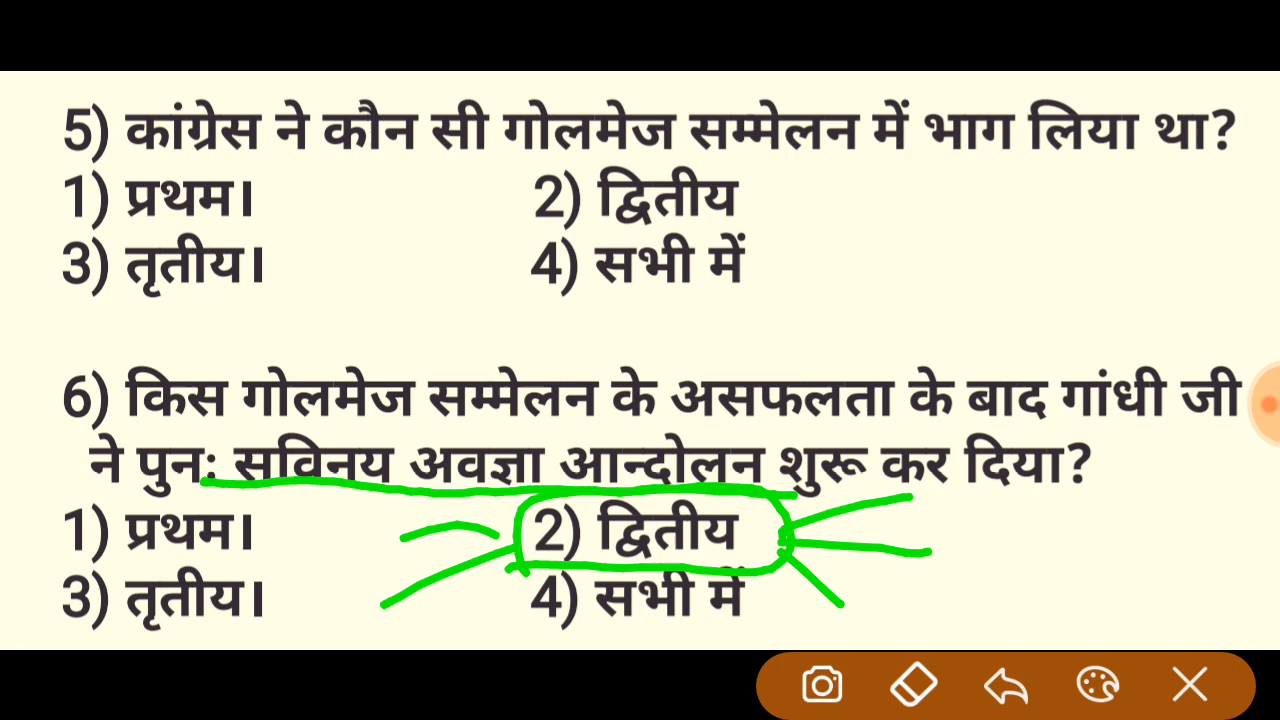 5) कांग्रेस ने कौन सी गोलमेज सम्मेलन में भाग लिया था?
1) प्रथम। 2) द्वितीय
3) तृतीय। 4) सभी में
6) किस गोलमेज सम्मेलन के असफलता के बाद गांधी जी
ने पुनः सविनय अवज्ञा आन्दोलन शुरू कर दिया?
1) प्रथम। 2) द्वितीय
3) तृतीय। 4) सभी में